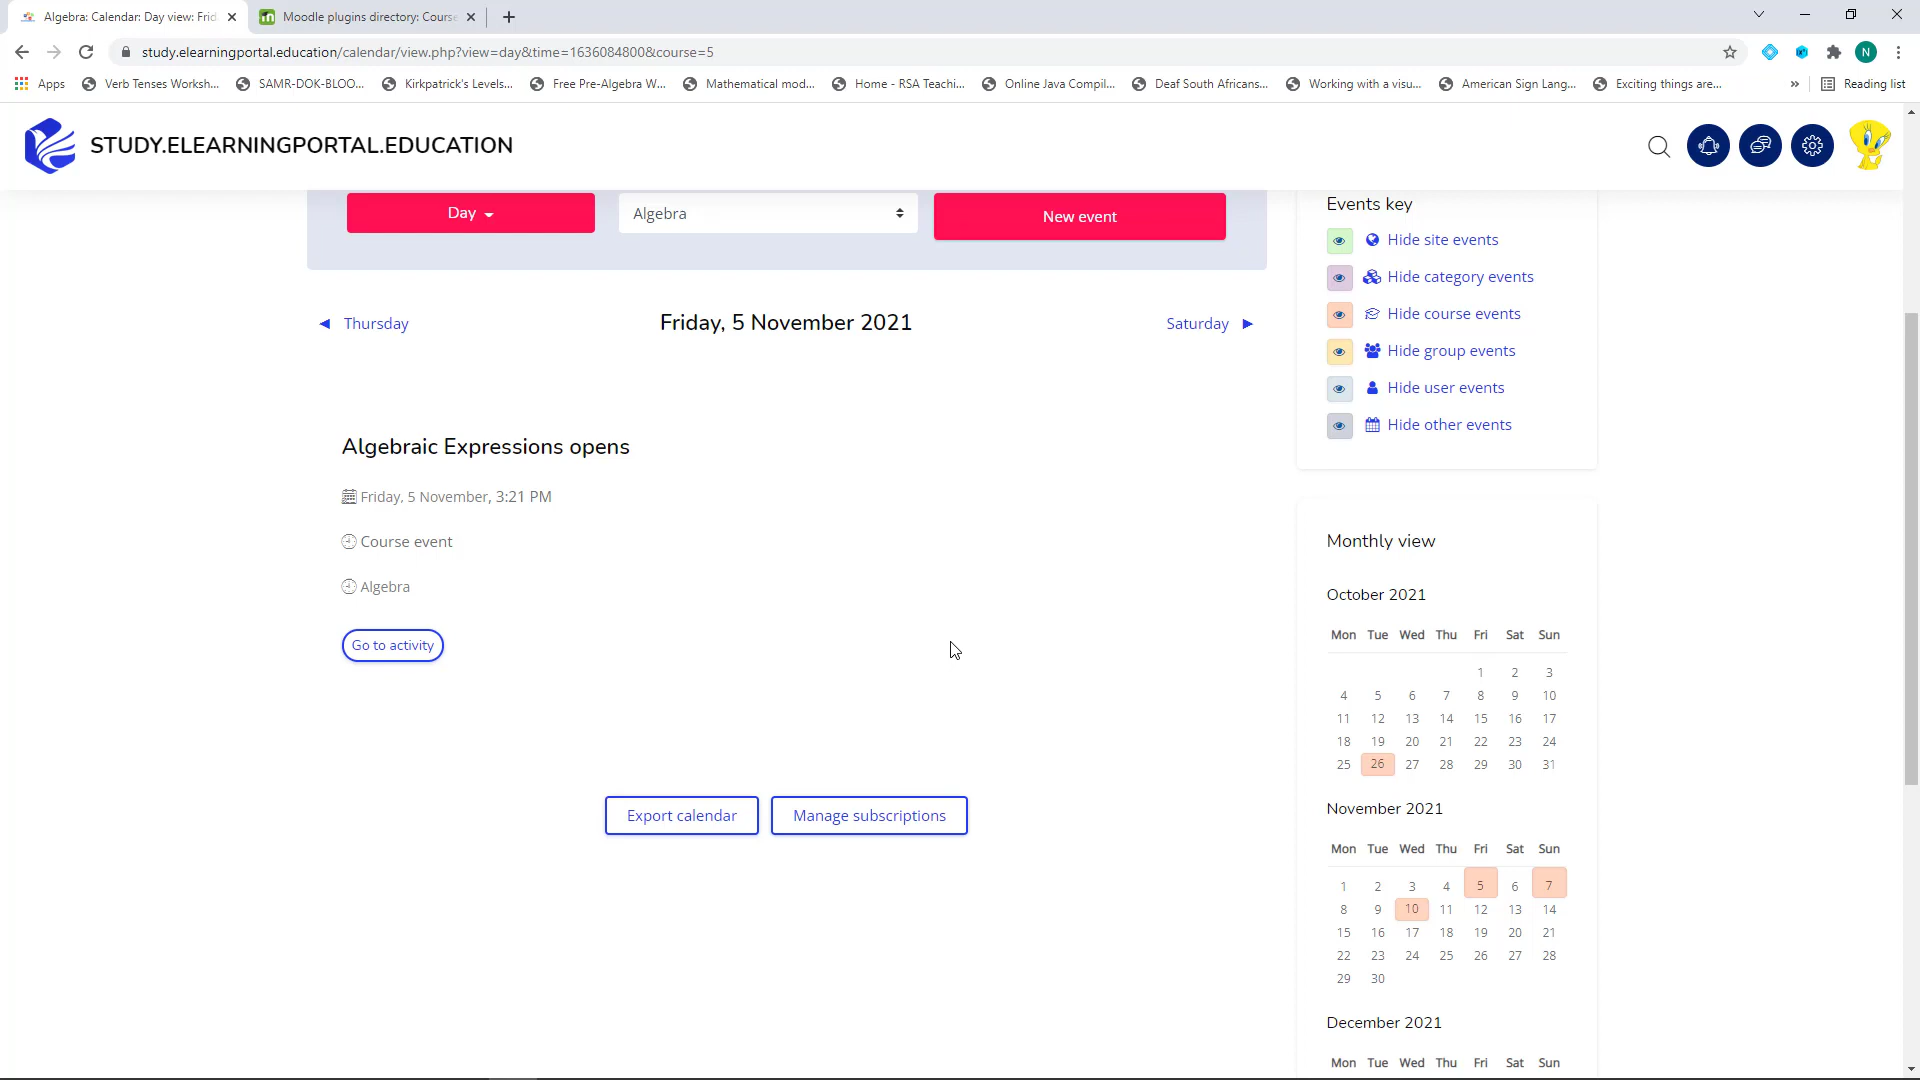 Algebra: Calendar: Day view: Frid
Moodle plugins directory: Course
study.elearningportal.education/calendar/view.php?view=day&time=1636084800&course=5
N
Apps
Verb Tenses Worksh...
SAMR-DOK-BLOO...
Kirkpatrick's Levels...
Free Pre-Algebra W...
Mathematical mod...
Home - RSA Teachi...
Online Java Compil...
Deaf South Africans...
Working with a visu...
American Sign Lang...
Exciting things are...
»
Reading list
STUDY.ELEARNINGPORTAL.EDUCATION
Day
Algebra
New event
Thursday
Friday, 5 November 2021
Saturday
Algebraic Expressions opens
Friday, 5 November, 3:21 PM
Course event
Algebra
Go to activity
Export calendar
Manage subscriptions
Events key
Hide site events
Hide category events
Hide course events
Hide group events
Hide user events
Hide other events
Monthly view
October 2021
Mon Tue Wed Thu Fri Sat Sun
1 2 3
4 5 6 7 8 9 10
11 12 13 14 15 16 17
18 19 20 21 22 23 24
25 26 27 28 29 30 31
November 2021
Mon Tue Wed Thu Fri Sat Sun
1 2 3 4 5 6 7
8 9 10 11 12 13 14
15 16 17 18 19 20 21
22 23 24 25 26 27 28
29 30
December 2021
Mon Tue Wed Thu Fri Sat Sun